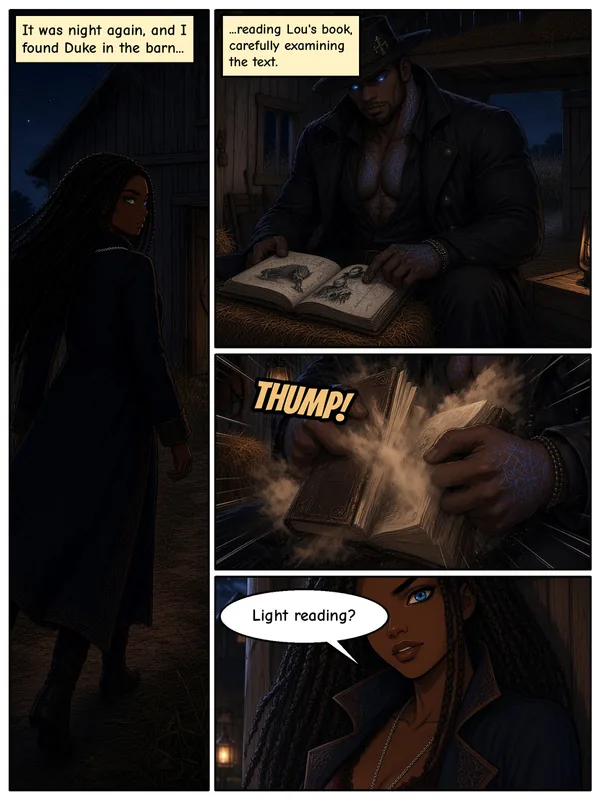 It was night again, and I
found Duke in the barn...
...reading Lou's book,
carefully examining
the text.
THUMP!
Light reading?